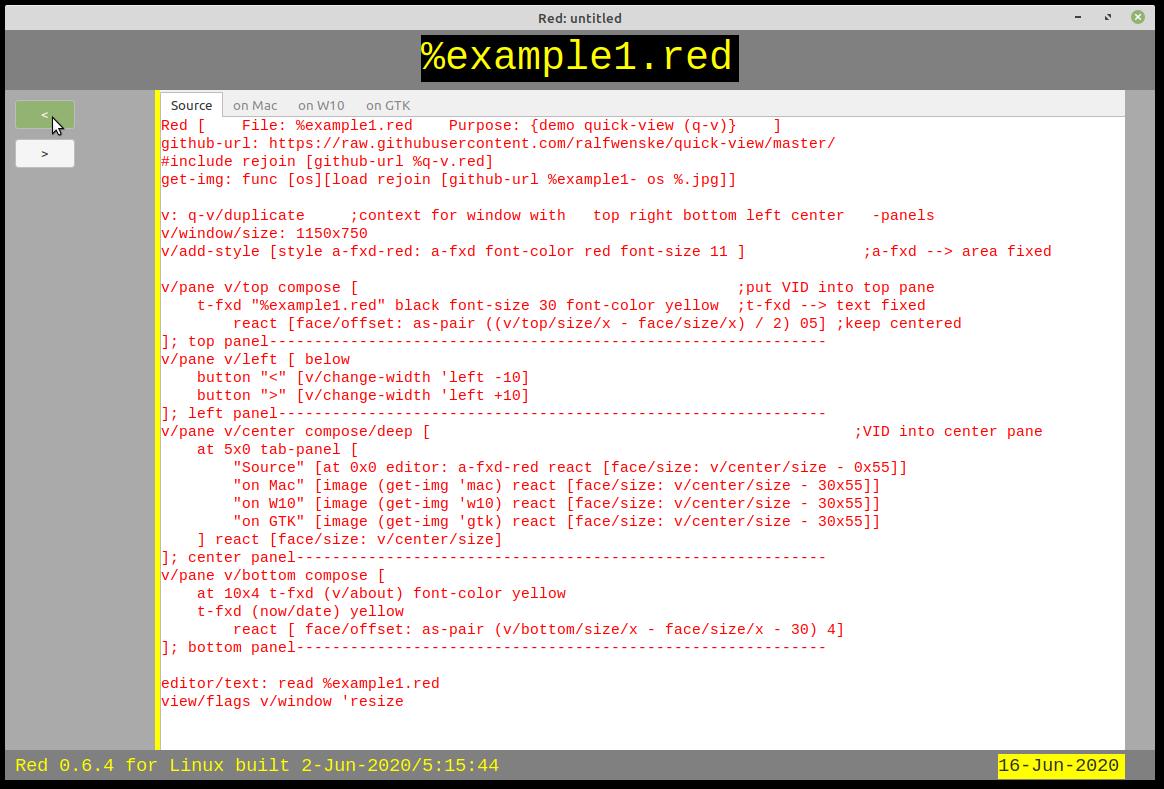 Red: untitled
%example1.red
<
>
Source on Mac on W10 on GTK
Red [    File: %example1.red    Purpose: {demo quick-view (q-v)}    ]
github-url: https://raw.githubusercontent.com/ralfwenske/quick-view/master/
#include rejoin [github-url %q-v.red]
get-img: func [os][load rejoin [github-url %example1- os %.jpg]]
v: q-v/duplicate     ;context for window with   top right bottom left center   -panels
v/window/size: 1150x750
v/add-style [style a-fxd-red: a-fxd font-color red font-size 11 ]             ;a-fxd --> area fixed
v/pane v/top compose [                                          ;put VID into top pane
    t-fxd "%example1.red" black font-size 30 font-color yellow  ;t-fxd --> text fixed
        react [face/offset: as-pair ((v/top/size/x - face/size/x) / 2) 05] ;keep centered
]; top panel--------------------------------------------------------------
v/pane v/left [ below
    button "<" [v/change-width 'left -10]
    button ">" [v/change-width 'left +10]
]; left panel-------------------------------------------------------------
v/pane v/center compose/deep [                                               ;VID into center pane
    at 5x0 tab-panel [
        "Source" [at 0x0 editor: a-fxd-red react [face/size: v/center/size - 0x55]]
        "on Mac" [image (get-img 'mac) react [face/size: v/center/size - 30x55]]
        "on W10" [image (get-img 'w10) react [face/size: v/center/size - 30x55]]
        "on GTK" [image (get-img 'gtk) react [face/size: v/center/size - 30x55]]
    ] react [face/size: v/center/size]
]; center panel-----------------------------------------------------------
v/pane v/bottom compose [
    at 10x4 t-fxd (v/about) font-color yellow
    t-fxd (now/date) yellow
        react [ face/offset: as-pair (v/bottom/size/x - face/size/x - 30) 4]
]; bottom panel-----------------------------------------------------------
editor/text: read %example1.red
view/flags v/window 'resize
Red 0.6.4 for Linux built 2-Jun-2020/5:15:44
16-Jun-2020